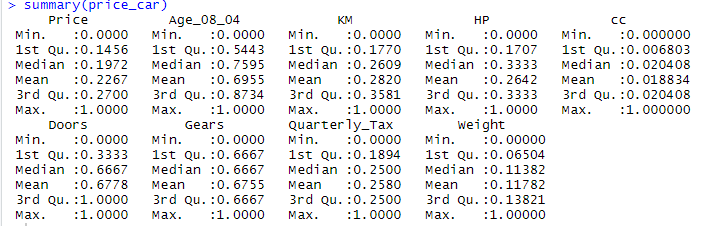 > summary(price_car)
Price Age_08_04 KM HP cc
Min. :0.0000 Min. :0.0000 Min. :0.0000 Min. :0.0000 Min. :0.000000
1st Qu.:0.1456 1st Qu.:0.5443 1st Qu.:0.1770 1st Qu.:0.1707 1st Qu.:0.006803
Median :0.1972 Median :0.7595 Median :0.2609 Median :0.3333 Median :0.020408
Mean :0.2267 Mean :0.6955 Mean :0.2820 Mean :0.2642 Mean :0.018834
3rd Qu.:0.2700 3rd Qu.:0.8734 3rd Qu.:0.3581 3rd Qu.:0.3333 3rd Qu.:0.020408
Max. :1.0000 Max. :1.0000 Max. :1.0000 Max. :1.0000 Max. :1.000000
Doors Gears Quarterly_Tax Weight
Min. :0.0000 Min. :0.0000 Min. :0.0000 Min. :0.00000
1st Qu.:0.3333 1st Qu.:0.6667 1st Qu.:0.1894 1st Qu.:0.06504
Median :0.6667 Median :0.6667 Median :0.2500 Median :0.11382
Mean :0.6778 Mean :0.6755 Mean :0.2580 Mean :0.11782
3rd Qu.:1.0000 3rd Qu.:0.6667 3rd Qu.:0.2500 3rd Qu.:0.13821
Max. :1.0000 Max. :1.0000 Max. :1.0000 Max. :1.00000